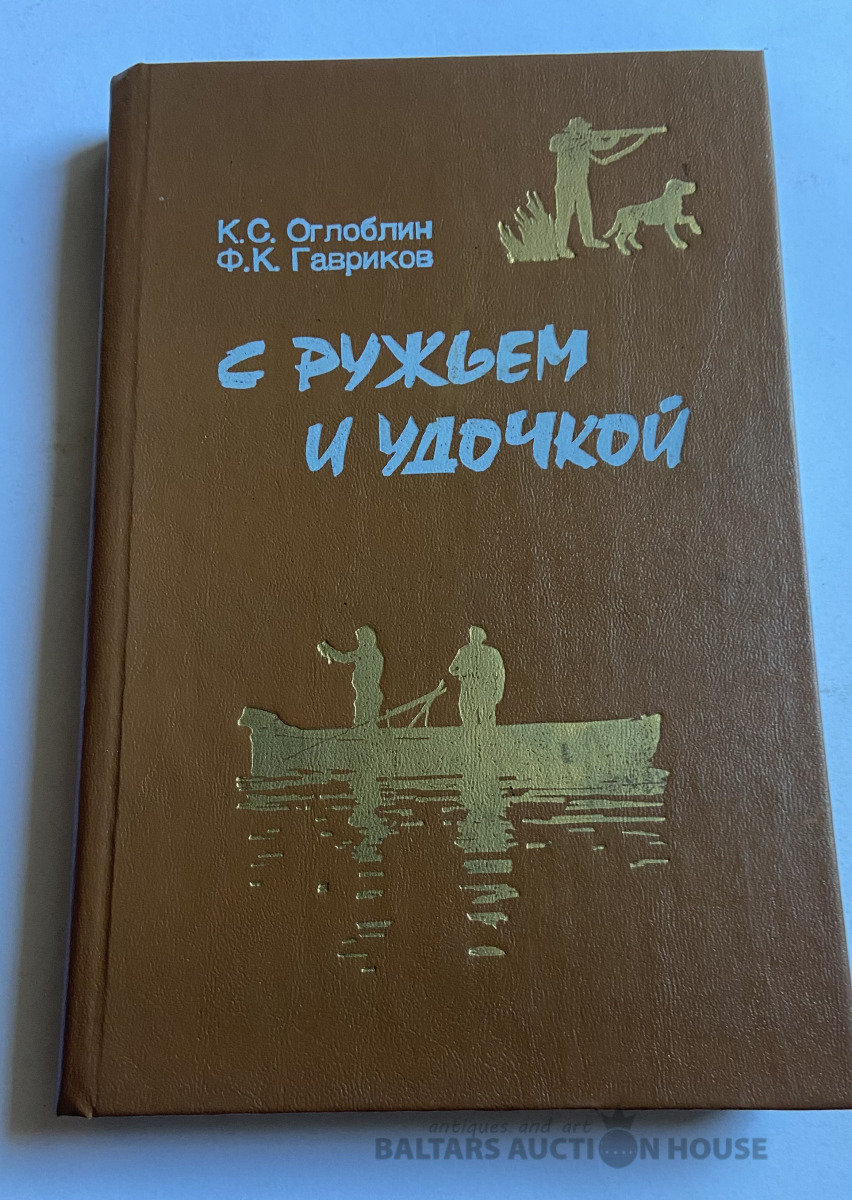 К.С. Оглоблин
Ф.К. Гавриков
С РУЖЬЕМ
И УДОЧКОЙ
antiques and art
BALTARS AUCTION HOUSE